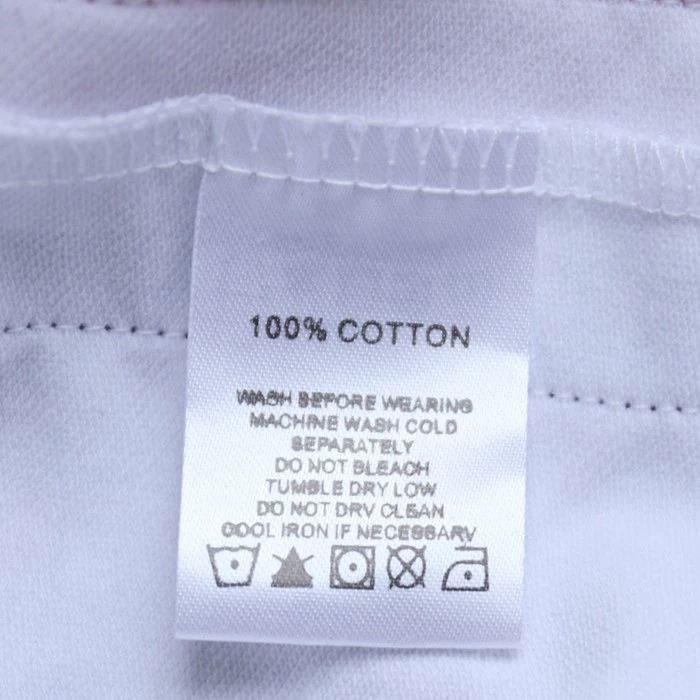 100% COTTON
WASH BEFORE WEARING
MACHINE WASH COLD
SEPARATELY
DO NOT BLEACH
TUMBLE DRY LOW
DO NOT DRY CLEAN
COOL IRON IF NECESSARY